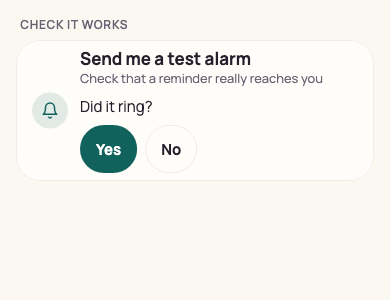 CHECK IT WORKS
Send me a test alarm
Check that a reminder really reaches you
Did it ring?
Yes
No